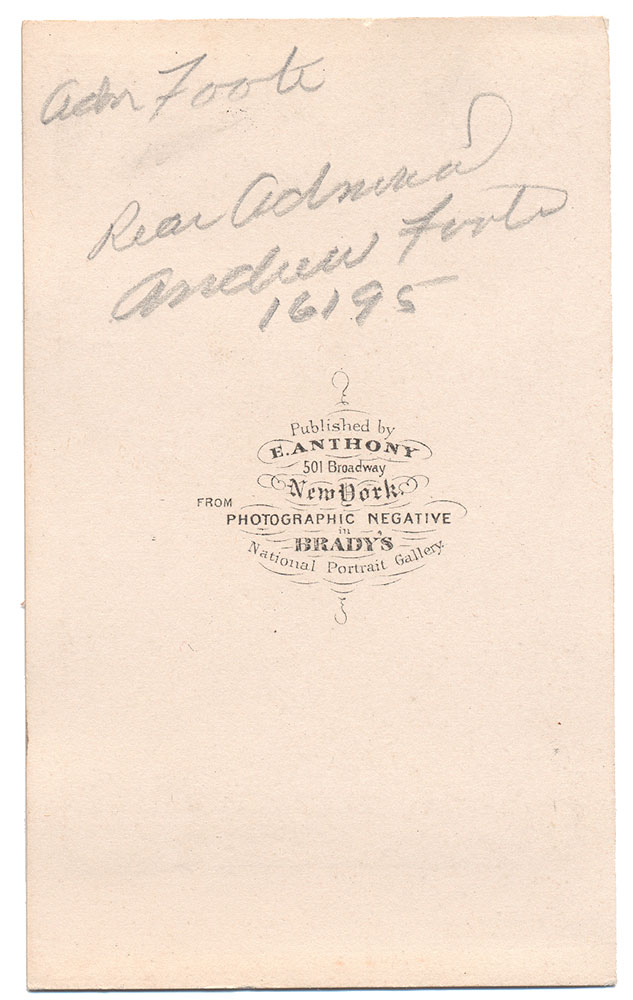 Adm Foote
Rear Admiral
Andrew Foote
16195
Published by
E. ANTHONY
501 Broadway
New York.
FROM
PHOTOGRAPHIC NEGATIVE
in
BRADY'S
National Portrait Gallery.